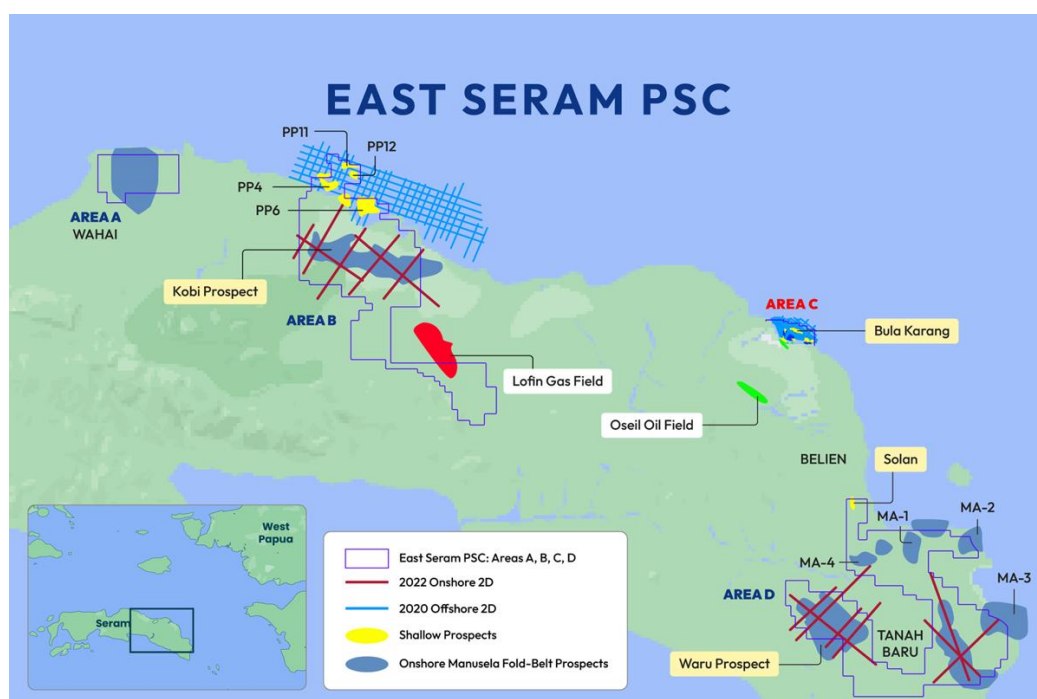 EAST SERAM PSC
PP11
PP12
PP4
PP6
AREA A
WAHAI
Kobi Prospect
AREA B
AREA C
Bula Karang
Lofin Gas Field
Oseil Oil Field
BELIEN
Solan
MA-2
MA-1
MA-4
MA-3
AREA D
TANAH
BARU
Waru Prospect
West
Papua
Seram
East Seram PSC: Areas A, B, C, D
2022 Onshore 2D
2020 Offshore 2D
Shallow Prospects
Onshore Manusela Fold-Belt Prospects